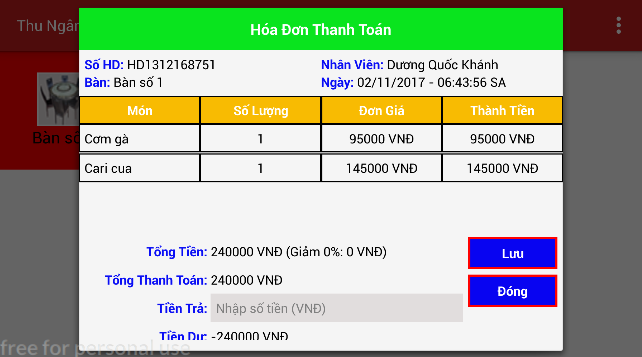 Thu Ngân
Hóa Đơn Thanh Toán
Số HD: HD1312168751 Nhân Viên: Dương Quốc Khánh
Bàn: Bàn số 1 Ngày: 02/11/2017 - 06:43:56 SA
Món Số Lượng Đơn Giá Thành Tiền
Cơm gà 1 95000 VNĐ 95000 VNĐ
Cari cua 1 145000 VNĐ 145000 VNĐ
Bàn số
Tổng Tiền: 240000 VNĐ (Giảm 0%: 0 VNĐ)
Lưu
Tổng Thanh Toán: 240000 VNĐ
Đóng
Tiền Trả: Nhập số tiền (VNĐ)
Tiền Dư: -240000 VNĐ
free for personal use